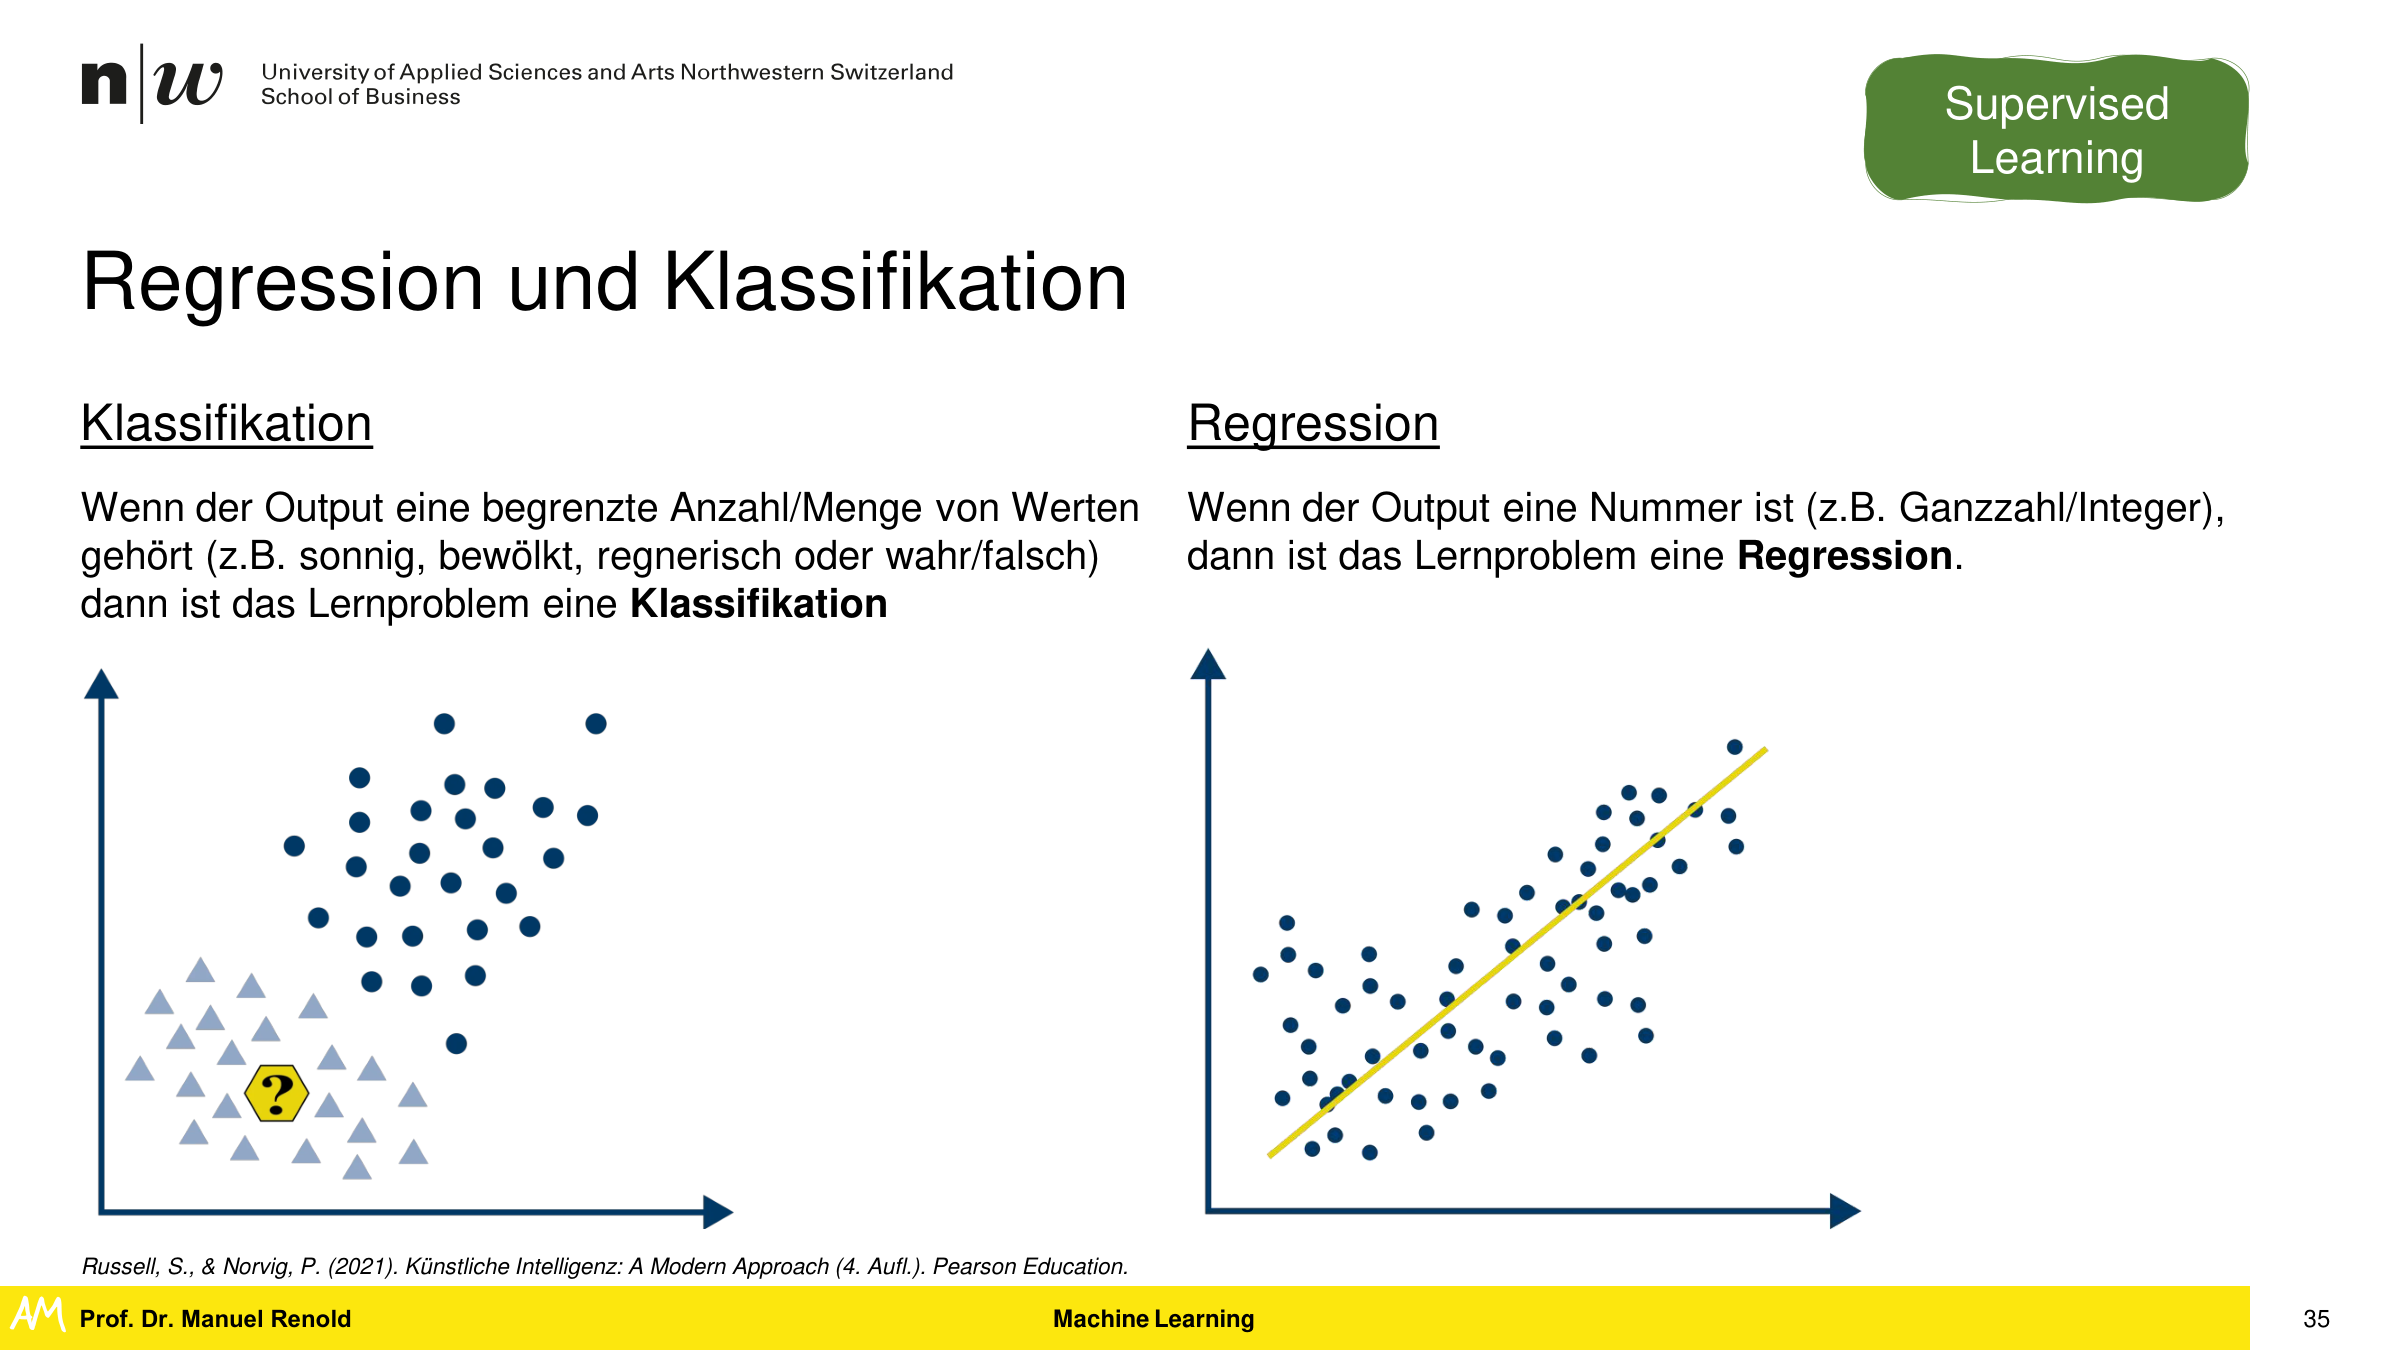 n|w University of Applied Sciences and Arts Northwestern Switzerland
School of Business
Supervised
Learning
Regression und Klassifikation
Klassifikation
Wenn der Output eine begrenzte Anzahl/Menge von Werten
gehört (z.B. sonnig, bewölkt, regnerisch oder wahr/falsch)
dann ist das Lernproblem eine Klassifikation
Regression
Wenn der Output eine Nummer ist (z.B. Ganzzahl/Integer),
dann ist das Lernproblem eine Regression.
?
Russell, S., & Norvig, P. (2021). Künstliche Intelligenz: A Modern Approach (4. Aufl.). Pearson Education.
AM Prof. Dr. Manuel Renold
Machine Learning
35